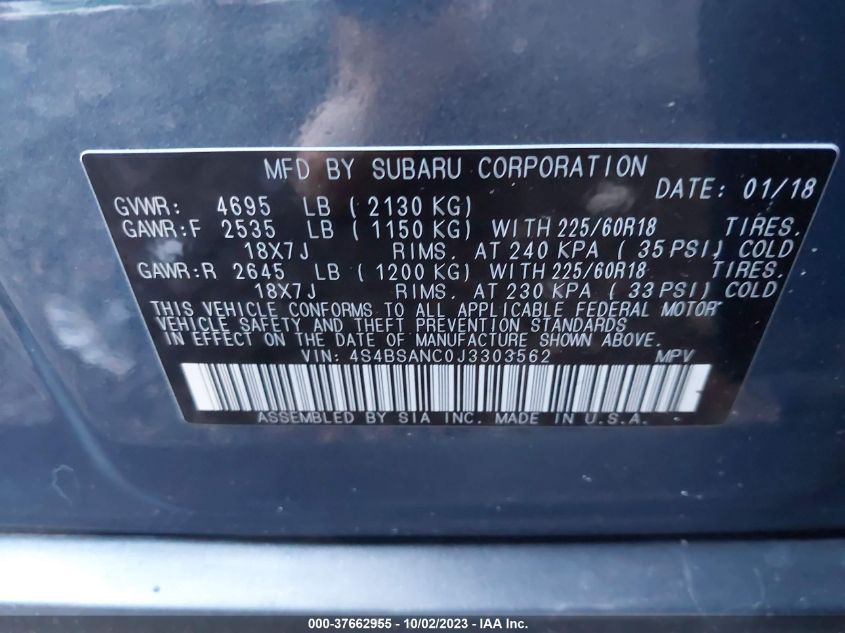 MFD BY SUBARU CORPORATION
DATE: 01/18
GVWR: 4695 LB ( 2130 KG)
GAWR:F 2535 LB ( 1150 KG) WITH 225/60R18 TIRES.
18X7J RIMS. AT 240 KPA ( 35 PSI) COLD
GAWR:R 2645 LB ( 1200 KG) WITH 225/60R18 TIRES.
18X7J RIMS. AT 230 KPA ( 33 PSI) COLD
THIS VEHICLE CONFORMS TO ALL APPLICABLE FEDERAL MOTOR
VEHICLE SAFETY AND THEFT PREVENTION STANDARDS
IN EFFECT ON THE DATE OF MANUFACTURE SHOWN ABOVE.
VIN: 4S4BSANC0J3303562 MPV
ASSEMBLED BY SIA INC. MADE IN U.S.A.
000-37662955 - 10/02/2023 - IAA Inc.